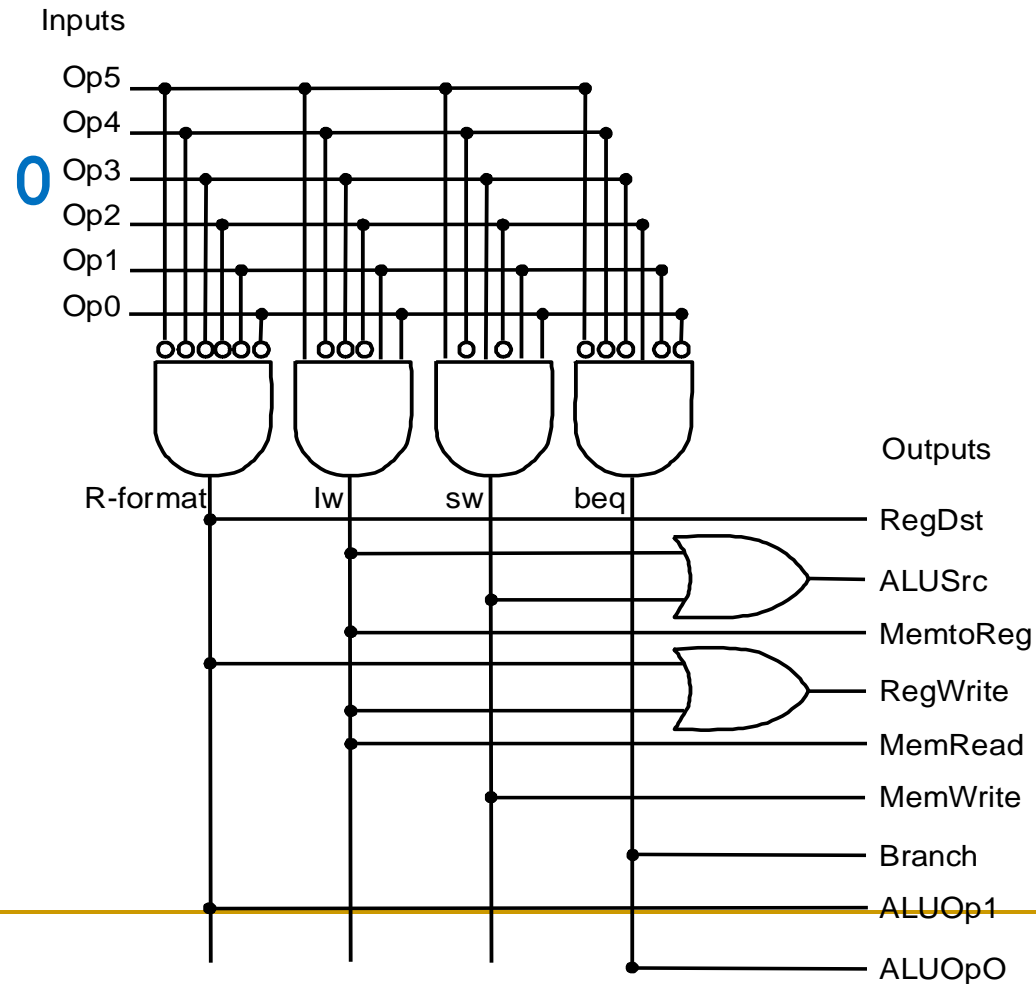 Inputs
Op5
Op4
0 Op3
Op2
Op1
Op0
R-format lw sw beq
Outputs
RegDst
ALUSrc
MemtoReg
RegWrite
MemRead
MemWrite
Branch
ALUOp1
ALUOpO